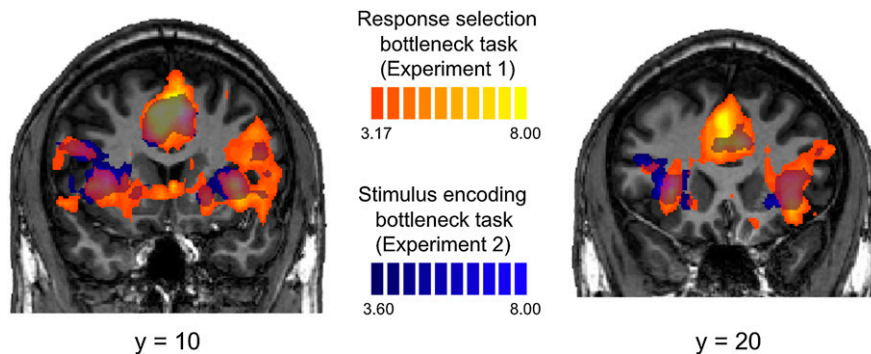 Response selection
bottleneck task
(Experiment 1)
3.17 8.00
Stimulus encoding
bottleneck task
(Experiment 2)
3.60 8.00
y = 10
y = 20